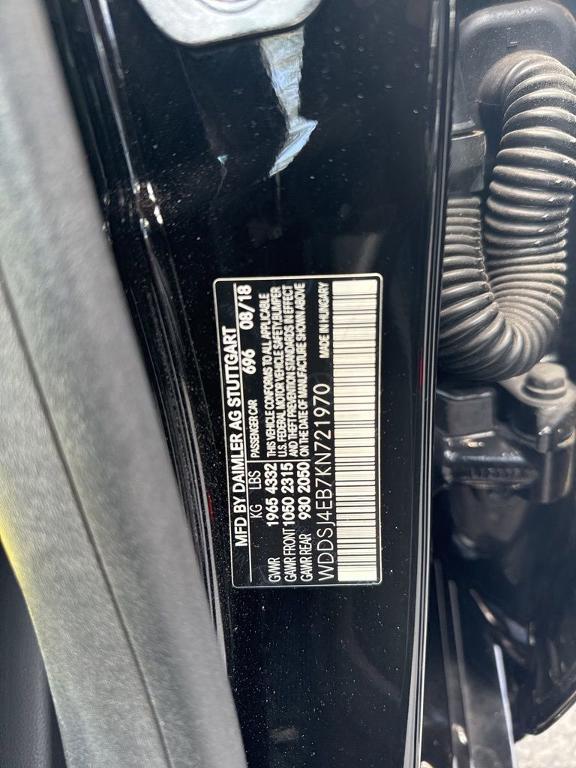 MFD BY DAIMLER AG STUTTGART
PASSENGER CAR 696 08/18
KG LBS THIS VEHICLE CONFORMS TO ALL APPLICABLE
GVWR 1965 4332 U.S. FEDERAL MOTOR VEHICLE SAFETY,BUMPER
GAWR FRONT 1050 2315 AND THEFT PREVENTION STANDARDS IN EFFECT
GAWR REAR 930 2050 ON THE DATE OF MANUFACTURE SHOWN ABOVE
WDDSJ4EB7KN721970
MADE IN HUNGARY